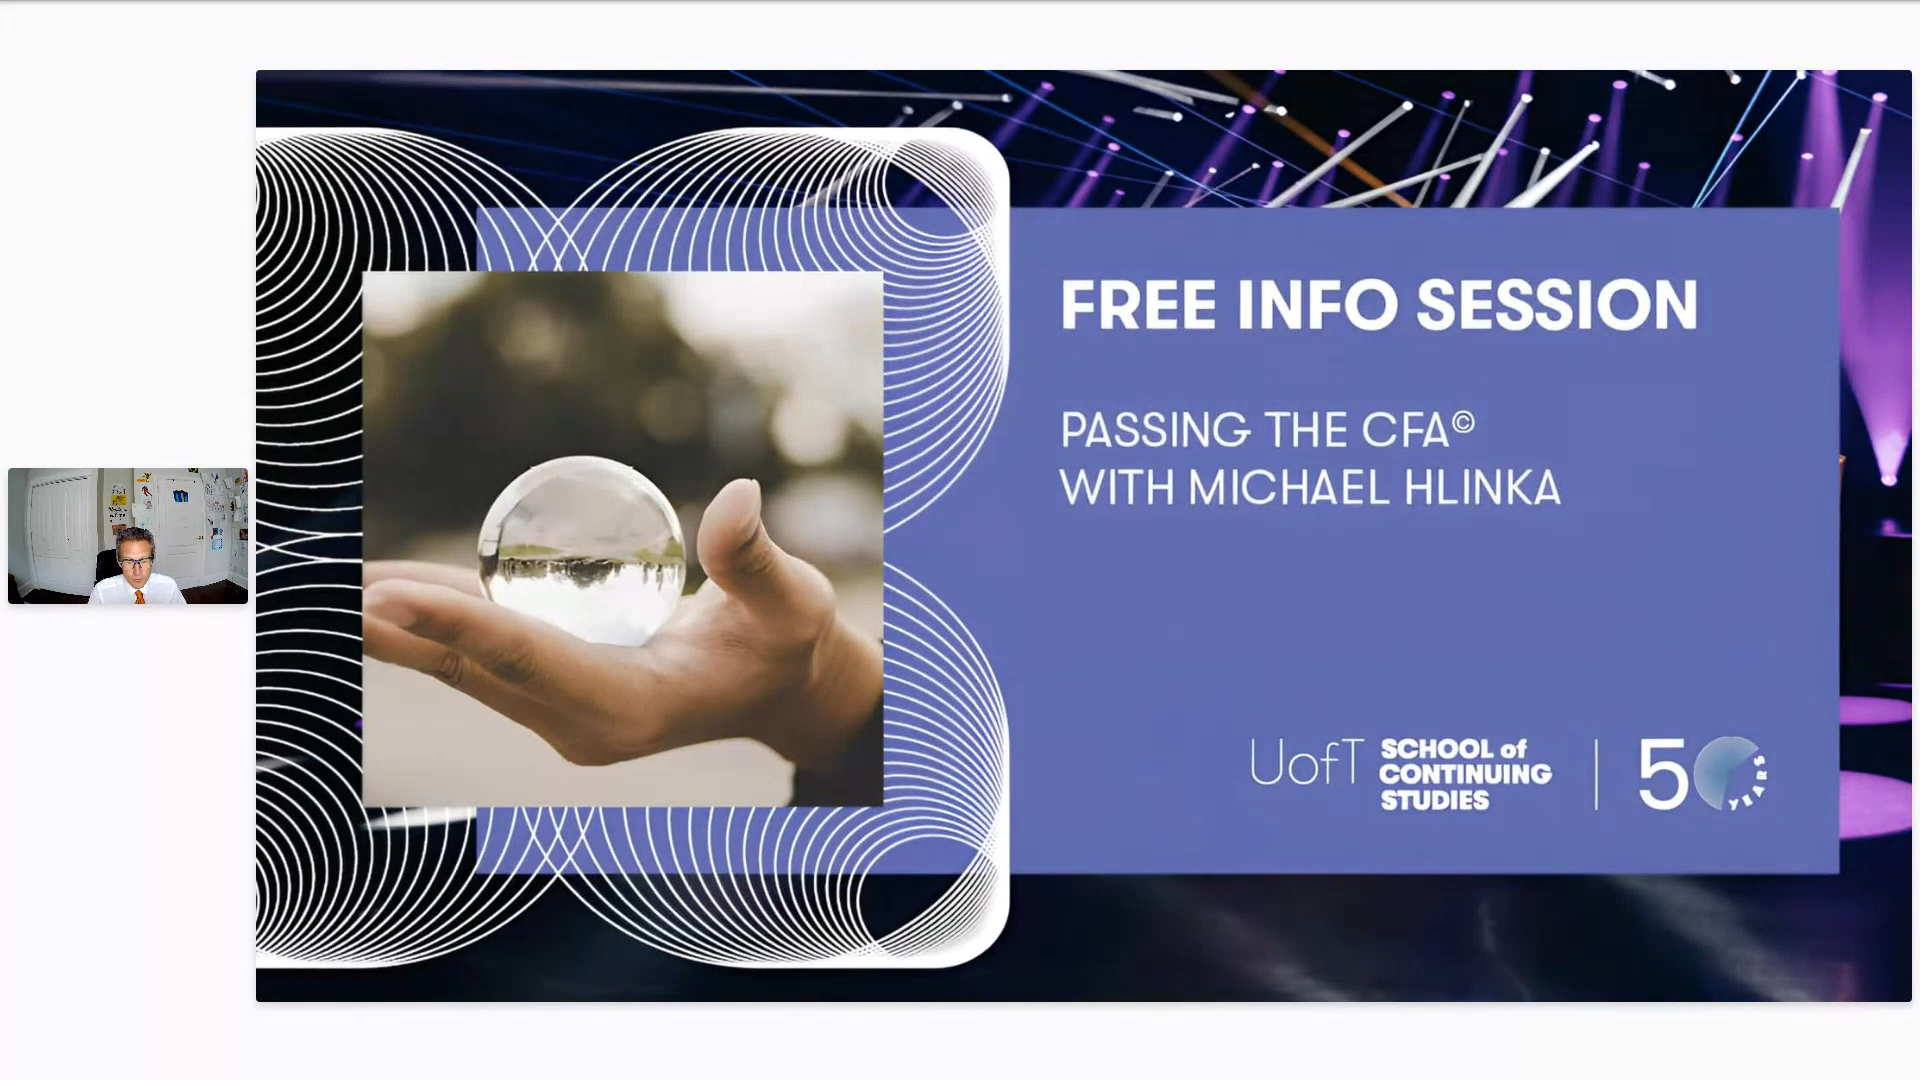 FREE INFO SESSION
PASSING THE CFA©
WITH MICHAEL HLINKA
UofT SCHOOL of
CONTINUING
STUDIES
50 YEARS